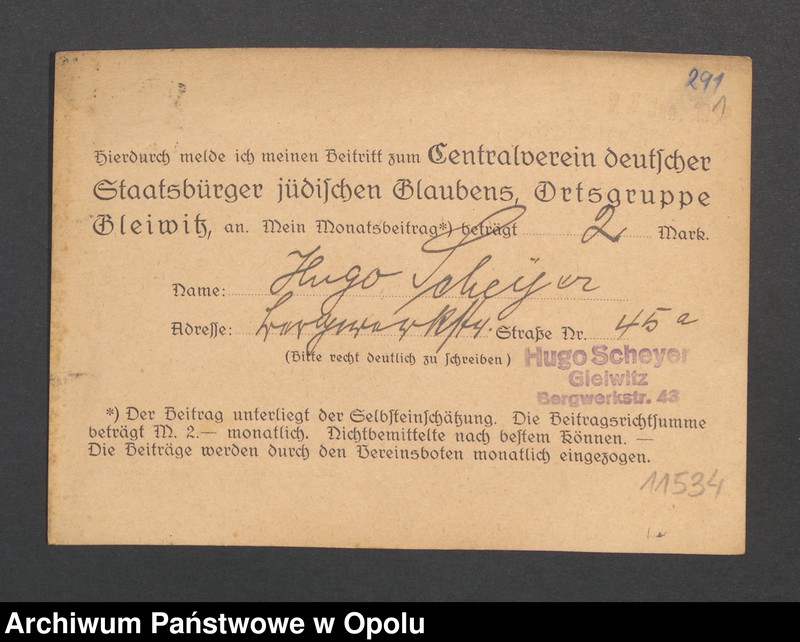 291
1
Hierdurch melde ich meinen Beitritt zum Centralverein deutscher
Staatsbürger jüdischen Glaubens, Ortsgruppe
Gleiwitz, an. Mein Monatsbeitrag*) beträgt 2 Mark.
Name: Hugo Scheyer
Adresse: Bergwerkstr. Straße Nr. 45a
(Bitte recht deutlich zu schreiben)
Hugo Scheyer
Gleiwitz
Bergwerkstr. 43
*) Der Beitrag unterliegt der Selbsteinschätzung. Die Beitragsrichtsumme
beträgt M. 2.— monatlich. Nichtbemittelte nach bestem Können. —
Die Beiträge werden durch den Vereinsboten monatlich eingezogen.
11534
Archiwum Państwowe w Opolu